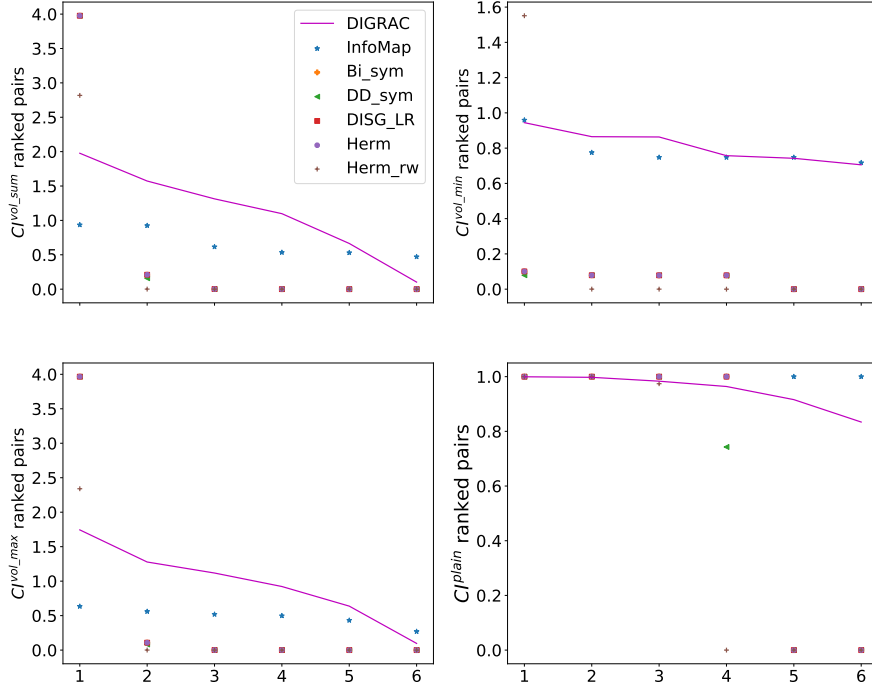 4.0
3.5
3.0
2.5
2.0
1.5
1.0
0.5
0.0
CI^{vol_sum} ranked pairs
DIGRAC
InfoMap
Bi_sym
DD_sym
DISG_LR
Herm
Herm_rw
1.6
1.4
1.2
1.0
0.8
0.6
0.4
0.2
0.0
CI^{vol_min} ranked pairs
4.0
3.5
3.0
2.5
2.0
1.5
1.0
0.5
0.0
CI^{vol_max} ranked pairs
1 2 3 4 5 6
1.0
0.8
0.6
0.4
0.2
0.0
CI^{plain} ranked pairs
1 2 3 4 5 6